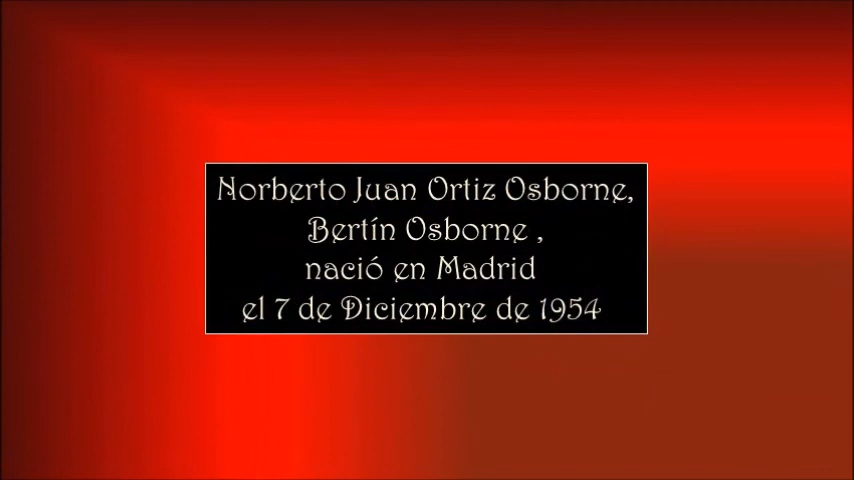 Norberto Juan Ortiz Osborne,
Bertín Osborne ,
nació en Madrid
el 7 de Diciembre de 1954